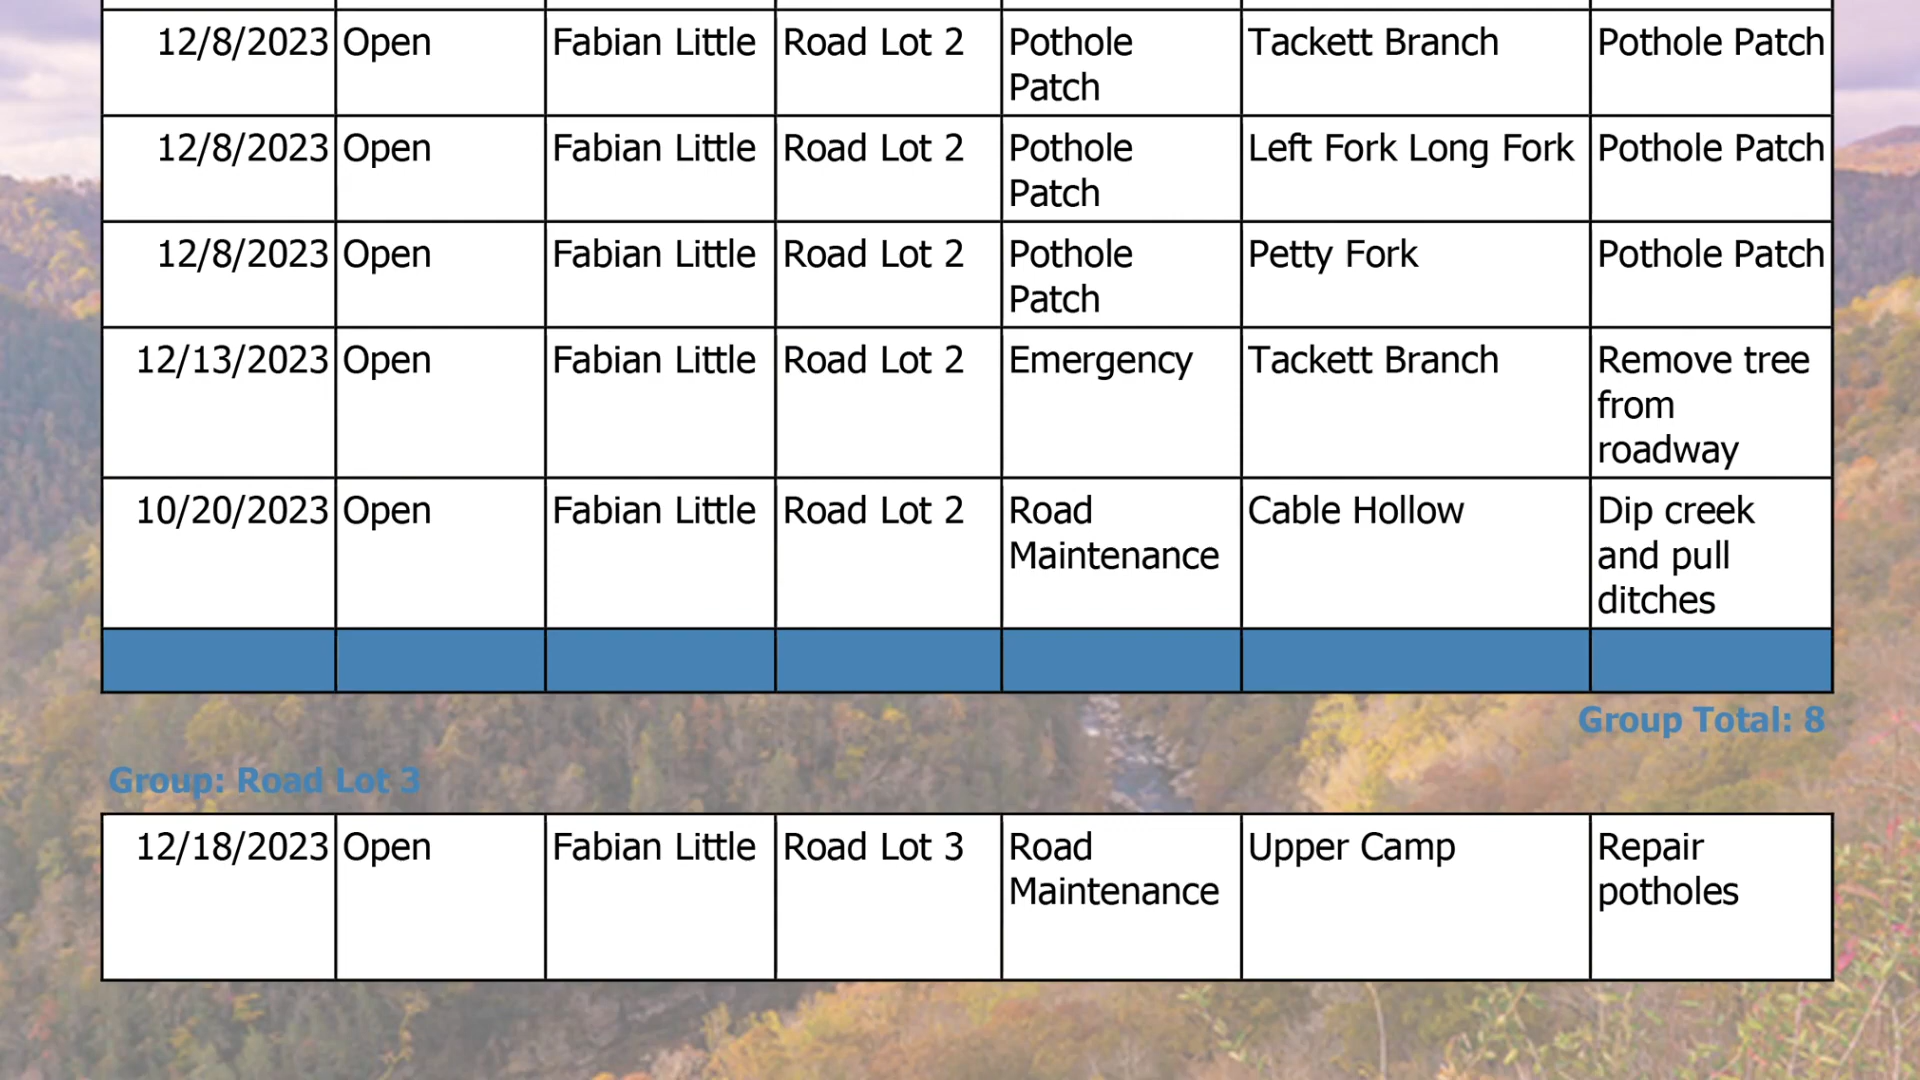 12/8/2023 Open Fabian Little Road Lot 2 Pothole Tackett Branch Pothole Patch
Patch
12/8/2023 Open Fabian Little Road Lot 2 Pothole Left Fork Long Fork Pothole Patch
Patch
12/8/2023 Open Fabian Little Road Lot 2 Pothole Petty Fork Pothole Patch
Patch
12/13/2023 Open Fabian Little Road Lot 2 Emergency Tackett Branch Remove tree
from
roadway
10/20/2023 Open Fabian Little Road Lot 2 Road Cable Hollow Dip creek
Maintenance and pull
ditches
Group Total: 8
Group: Road Lot 3
12/18/2023 Open Fabian Little Road Lot 3 Road Upper Camp Repair
Maintenance potholes